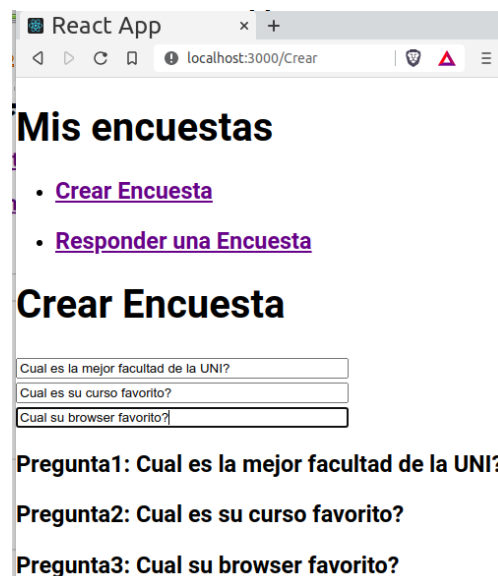 React App
localhost:3000/Crear
Mis encuestas
Crear Encuesta
Responder una Encuesta
Crear Encuesta
Cual es la mejor facultad de la UNI?
Cual es su curso favorito?
Cual su browser favorito?
Pregunta1: Cual es la mejor facultad de la UNI?
Pregunta2: Cual es su curso favorito?
Pregunta3: Cual su browser favorito?